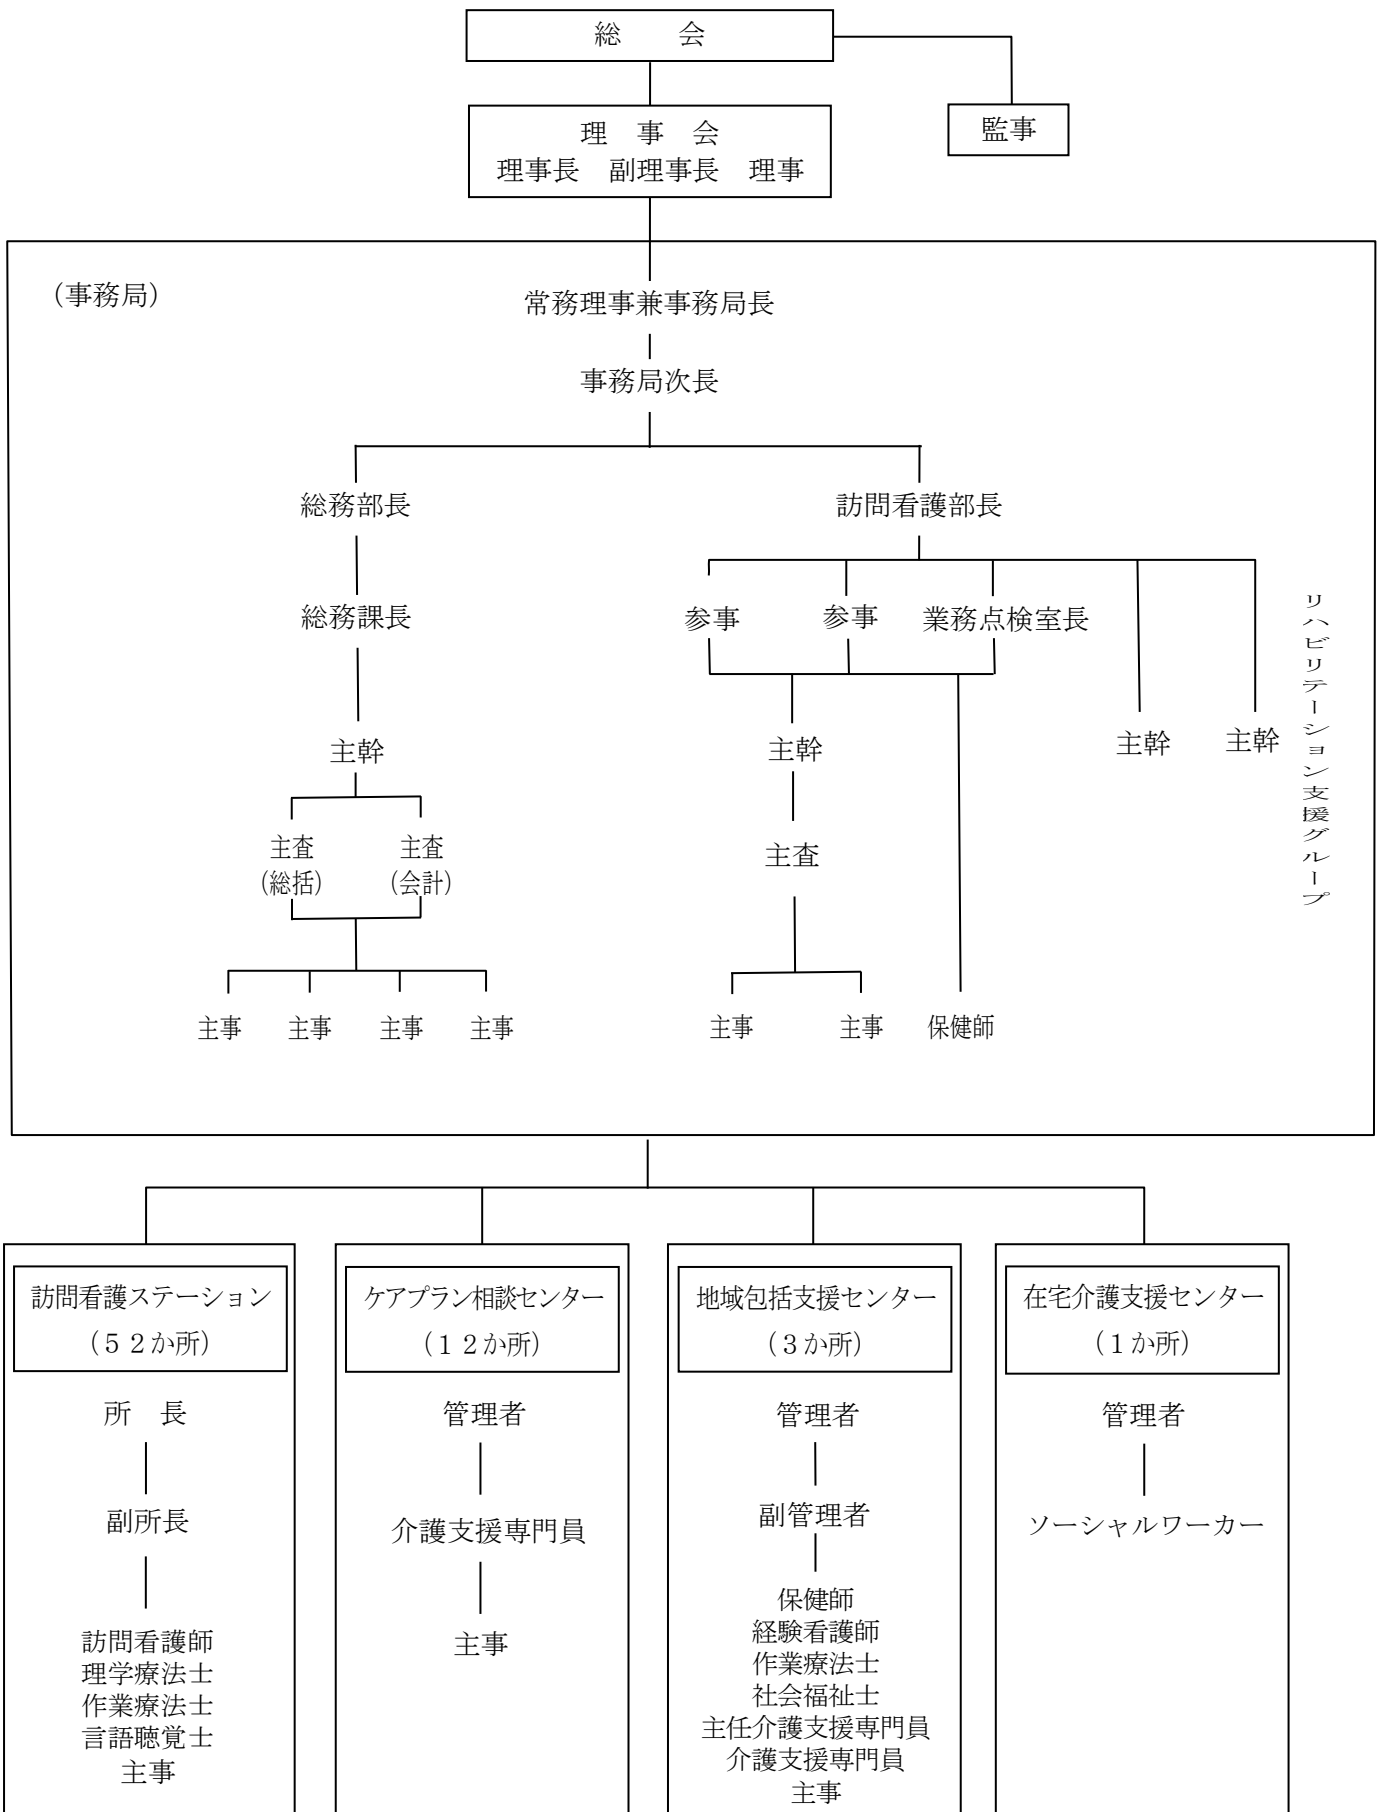 総　　会
監事
理　事　会
理事長　副理事長　理事
（事務局）
常務理事兼事務局長
事務局次長
総務部長
訪問看護部長
総務課長
参事
参事
業務点検室長
リハビリテーション支援グループ
主幹
主幹
主幹
主幹
主査
（総括）
主査
（会計）
主査
主事
主事
主事
主事
主事
主事
保健師
訪問看護ステーション
（５２か所）
所　長
副所長
訪問看護師
理学療法士
作業療法士
言語聴覚士
主事
ケアプラン相談センター
（１２か所）
管理者
介護支援専門員
主事
地域包括支援センター
（３か所）
管理者
副管理者
保健師
経験看護師
作業療法士
社会福祉士
主任介護支援専門員
介護支援専門員
主事
在宅介護支援センター
（１か所）
管理者
ソーシャルワーカー